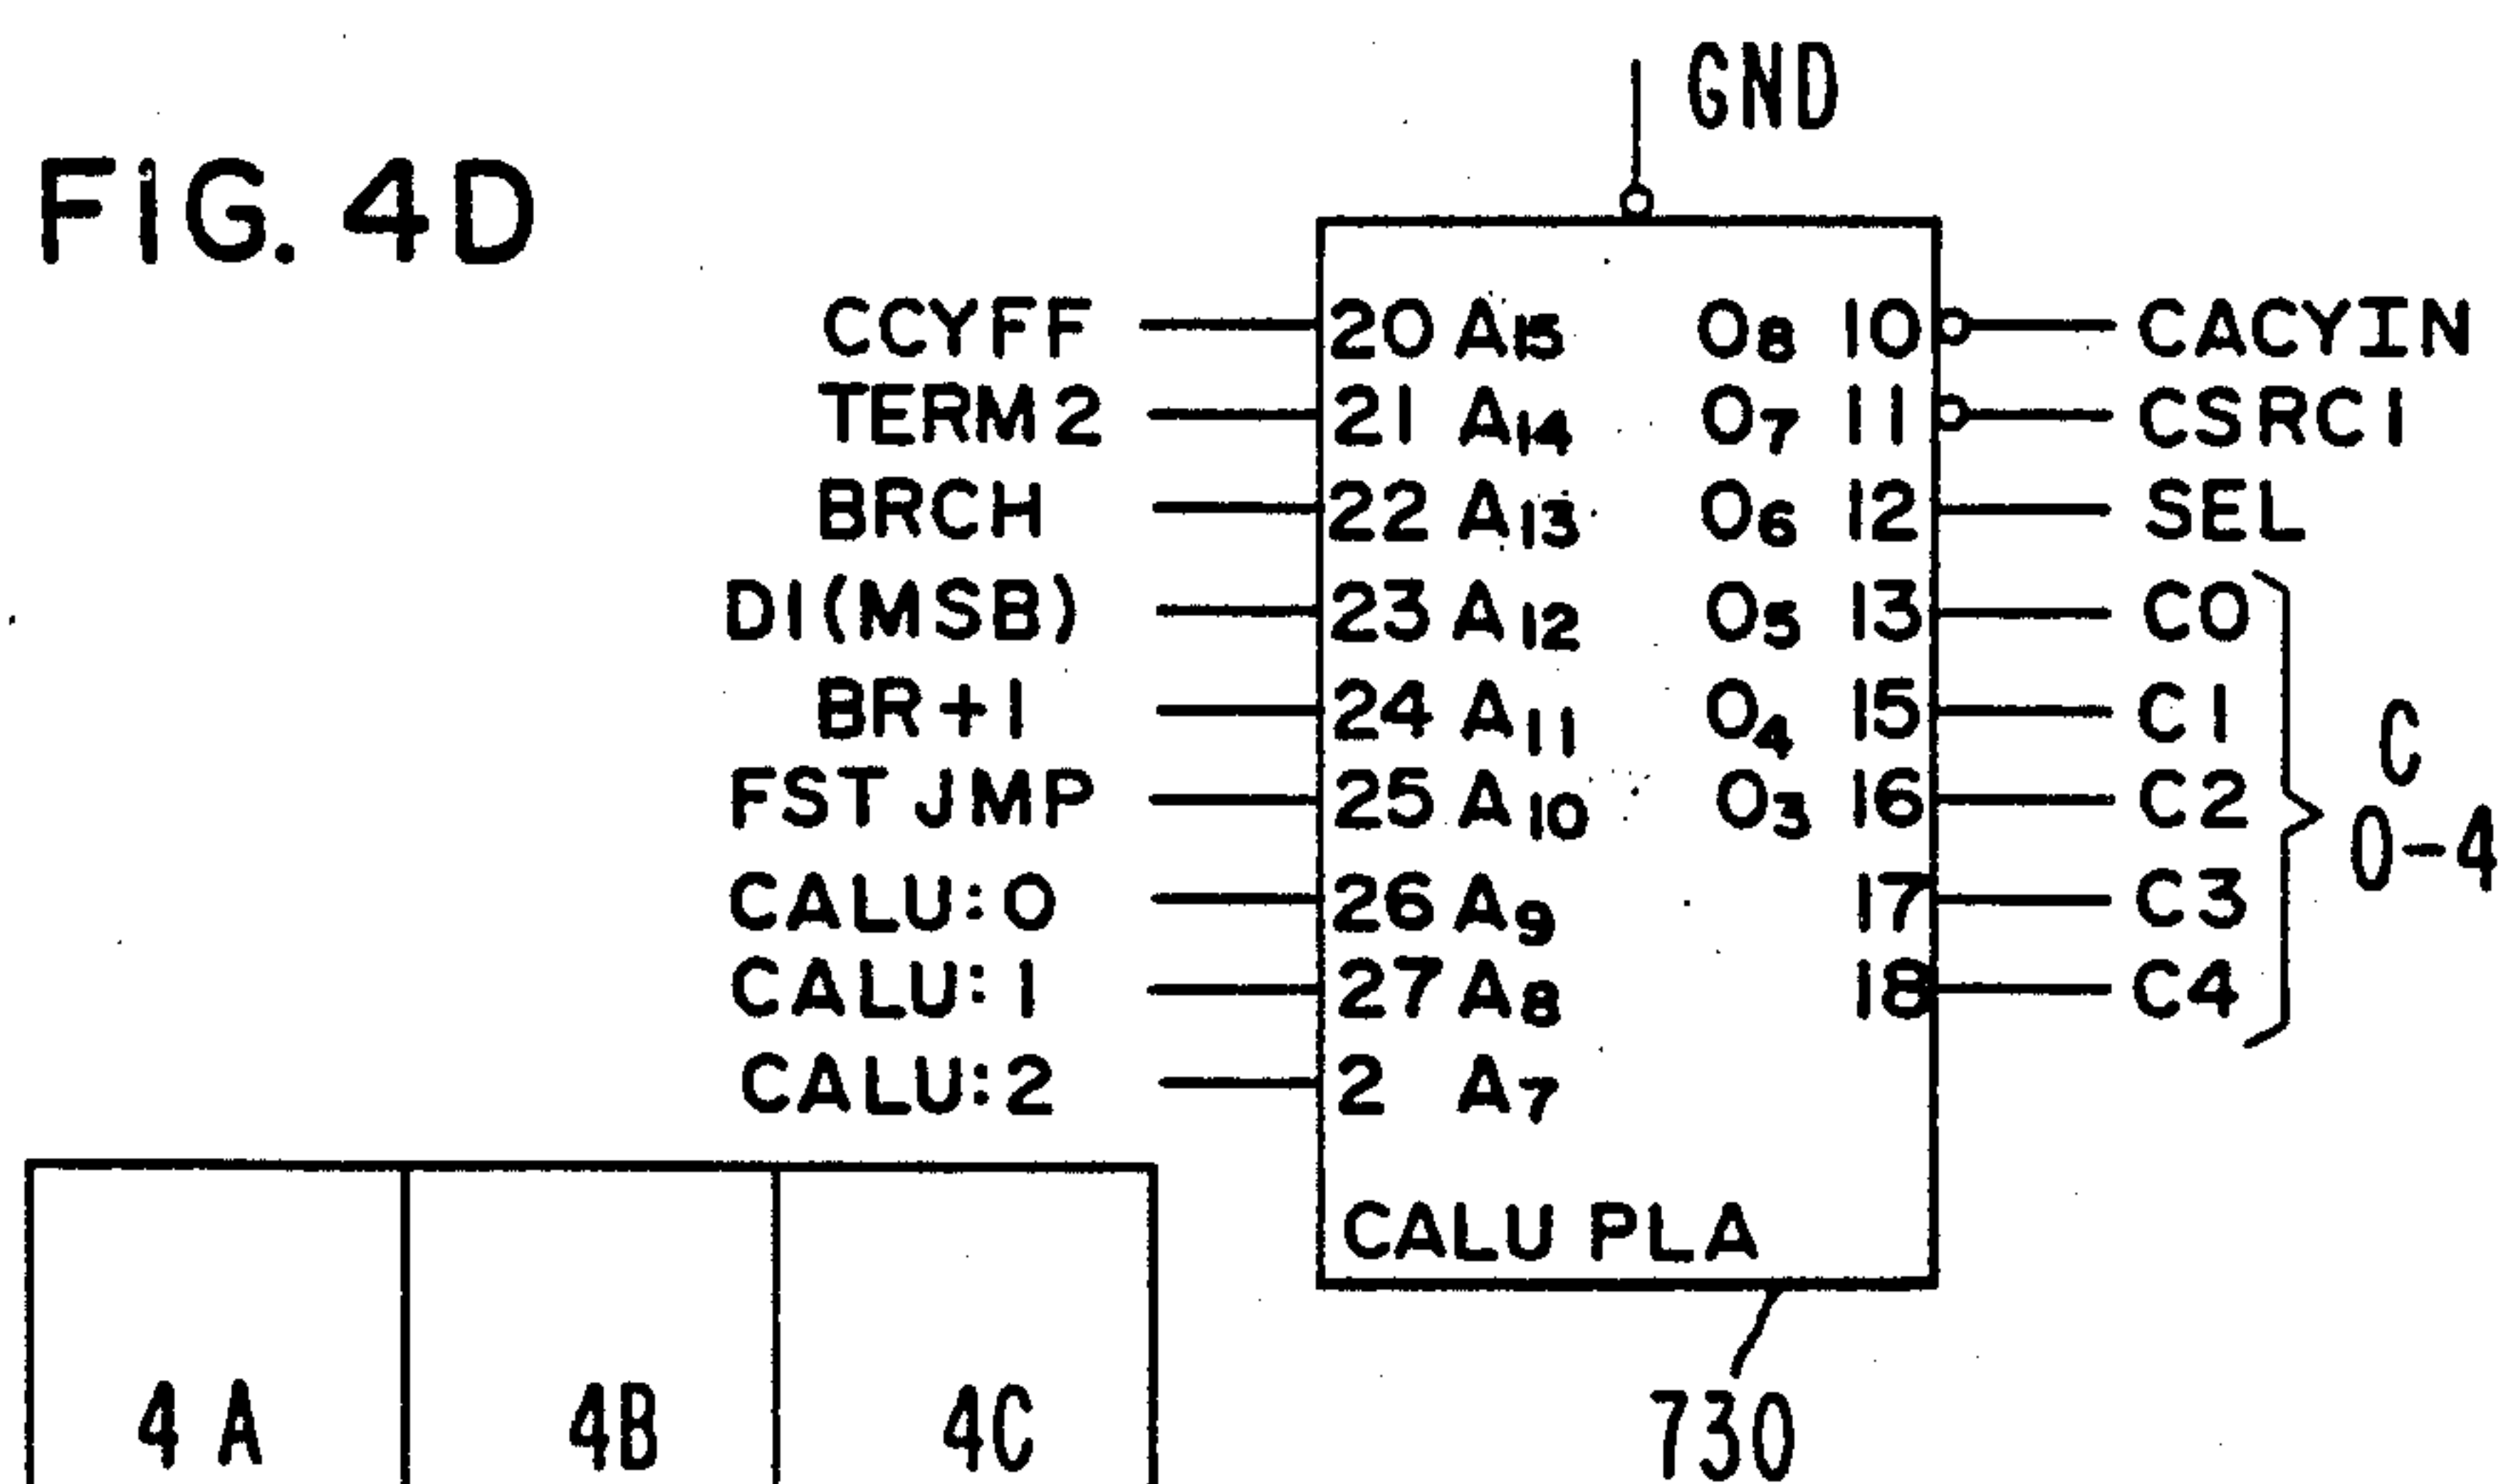 GND
FIG. 4D
CCYFF 20 A15 O8 10 CACYIN
TERM 2 21 A14 O7 11 CSRC1
BRCH 22 A13 O6 12 SEL
D1(MSB) 23 A12 O5 13 C0
BR+1 24 A11 O4 15 C1
FST JMP 25 A10 O3 16 C2
C
0-4
CALU:0 26 A9 17 C3
CALU:1 27 A8 18 C4
CALU:2 2 A7
CALU PLA
4A 4B 4C
730